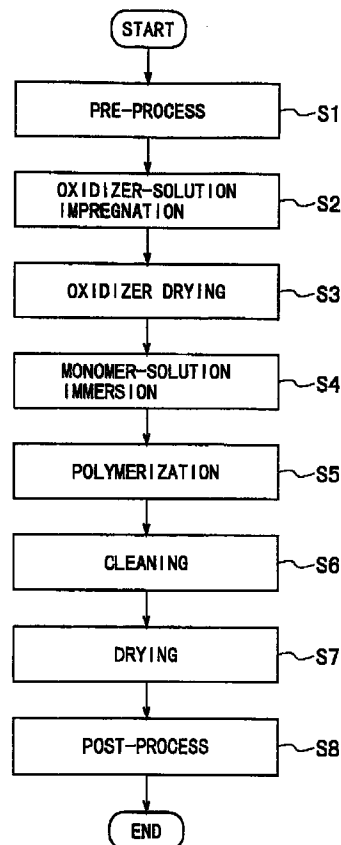 START
PRE-PROCESS
S1
OXIDIZER-SOLUTION
IMPREGNATION
S2
OXIDIZER DRYING
S3
MONOMER-SOLUTION
IMMERSION
S4
POLYMERIZATION
S5
CLEANING
S6
DRYING
S7
POST-PROCESS
S8
END